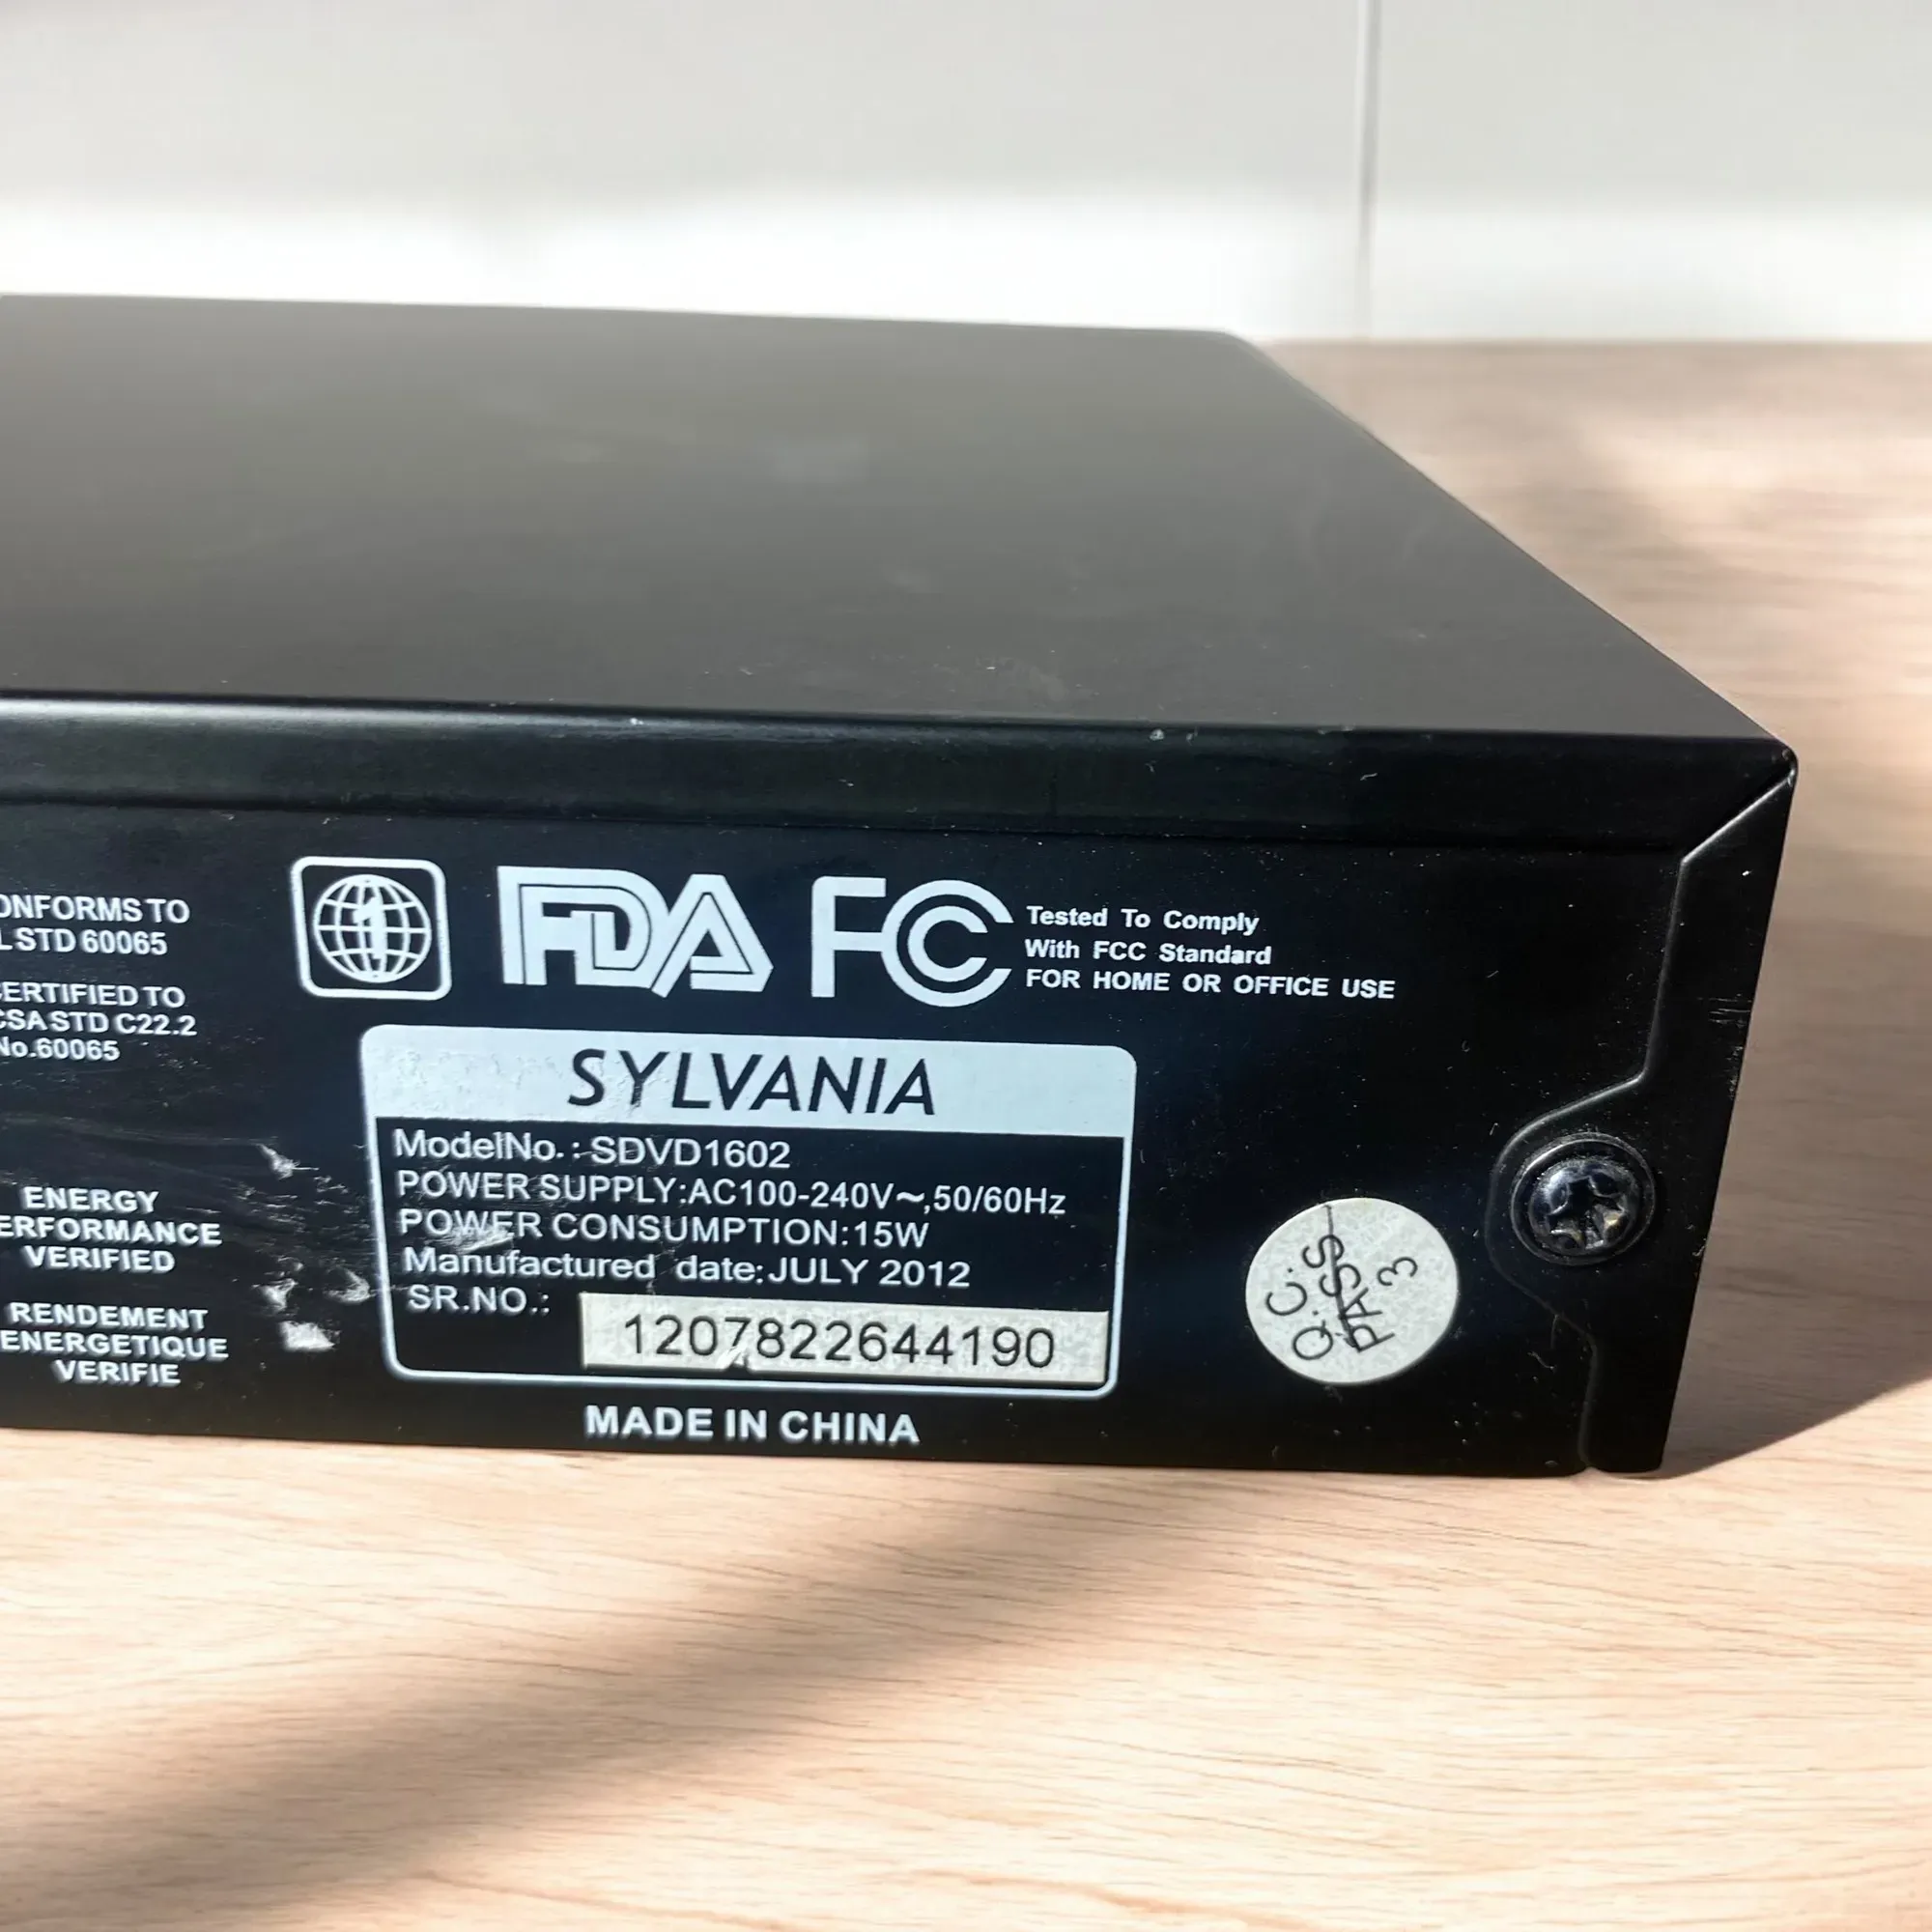 ONFORMS TO
L STD 60065
ERTIFIED TO
CSA STD C22.2
No.60065
ENERGY
ERFORMANCE
VERIFIED
RENDEMENT
ENERGETIQUE
VERIFIE
1
FDA
FC
Tested To Comply
With FCC Standard
FOR HOME OR OFFICE USE
SYLVANIA
ModelNo.:SDVD1602
POWER SUPPLY:AC100-240V~,50/60Hz
POWER CONSUMPTION:15W
Manufactured date:JULY 2012
SR.NO.:
1207822644190
MADE IN CHINA
Q.C.
PASS
3